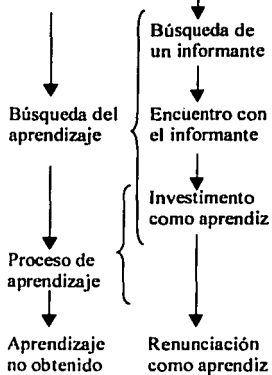 Búsqueda de
un informante
Búsqueda del
aprendizaje
Encuentro con
el informante
Investimento
como aprendiz
Proceso de
aprendizaje
Aprendizaje
no obtenido
Renunciación
como aprendiz